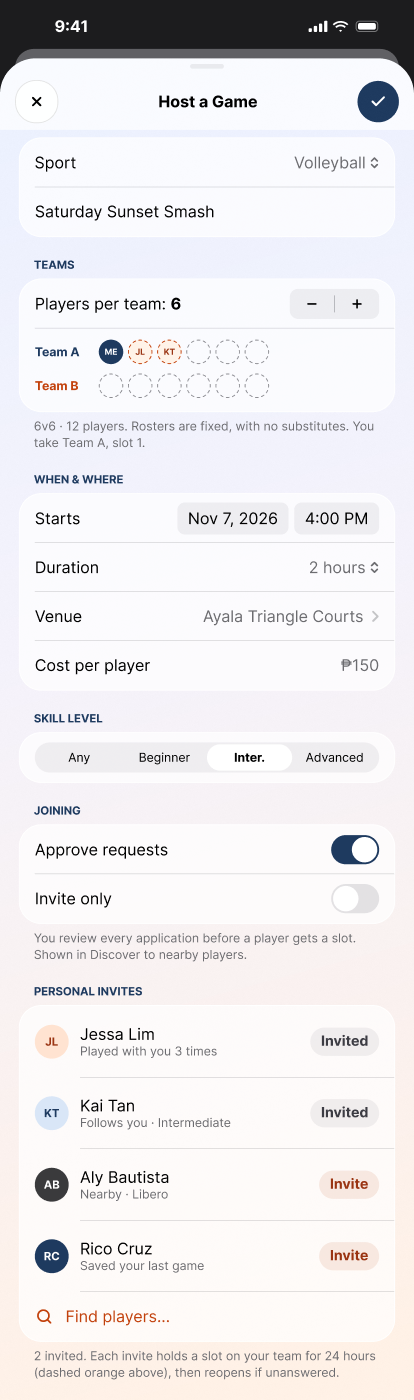 9:41
Host a Game
Sport Volleyball
Saturday Sunset Smash
TEAMS
Players per team: 6 − +
Team A ME JL KT
Team B
6v6 · 12 players. Rosters are fixed, with no substitutes. You
take Team A, slot 1.
WHEN & WHERE
Starts Nov 7, 2026 4:00 PM
Duration 2 hours
Venue Ayala Triangle Courts
Cost per player ₱150
SKILL LEVEL
Any Beginner Inter. Advanced
JOINING
Approve requests
Invite only
You review every application before a player gets a slot.
Shown in Discover to nearby players.
PERSONAL INVITES
JL Jessa Lim Invited
Played with you 3 times
KT Kai Tan Invited
Follows you · Intermediate
AB Aly Bautista Invite
Nearby · Libero
RC Rico Cruz Invite
Saved your last game
Find players...
2 invited. Each invite holds a slot on your team for 24 hours
(dashed orange above), then reopens if unanswered.